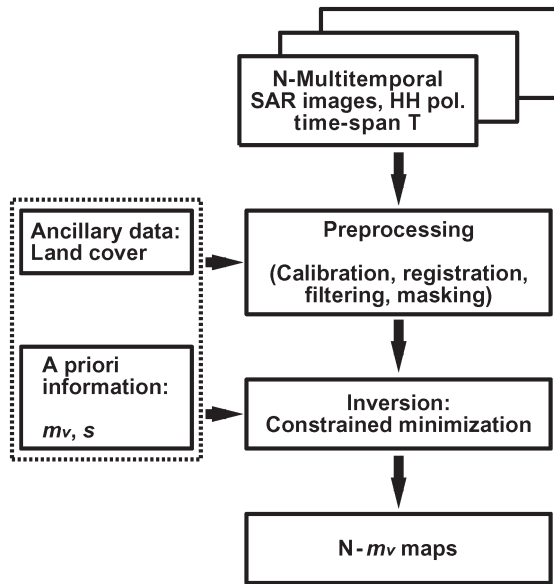 N-Multitemporal
SAR images, HH pol.
time-span T
Ancillary data:
Land cover
Preprocessing
(Calibration, registration,
filtering, masking)
A priori
information:
mv, s
Inversion:
Constrained minimization
N - mv maps